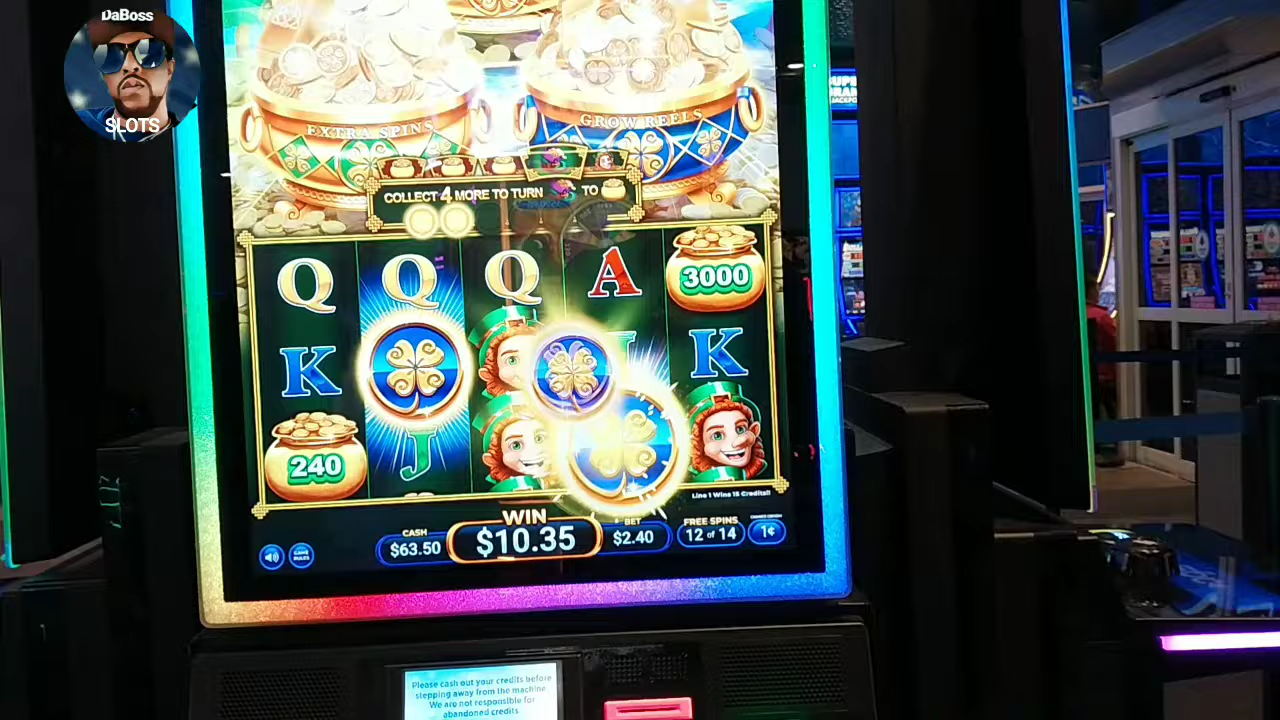 DaBoss
SLOTS
EXTRA SPINS
GROW REELS
COLLECT 4 MORE TO TURN TO
Q Q Q A 3000
K J K
240 J
Line 1 Wins 15 Credits!!
WIN
CASH $10.35 BET FREE SPINS
$63.50 $2.40 12 of 14 1¢
GAME RULES
Please cash out your credits before
stepping away from the machine
We are not responsible for
abandoned credits